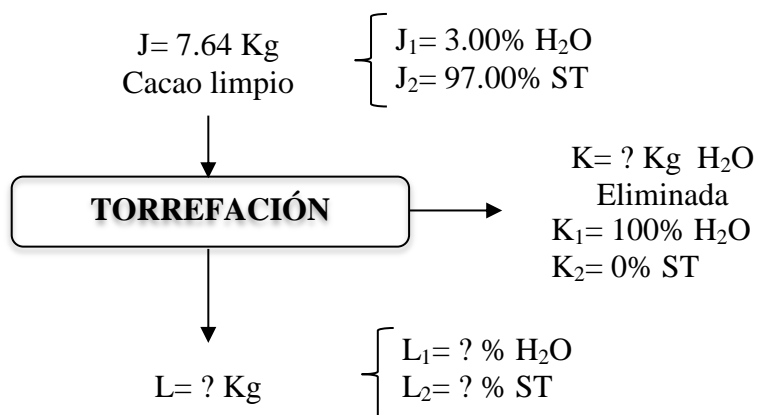 J= 7.64 Kg
Cacao limpio
J₁= 3.00% H₂O
J₂= 97.00% ST
TORREFACIÓN
K= ? Kg H₂O
Eliminada
K₁= 100% H₂O
K₂= 0% ST
L= ? Kg
L₁= ? % H₂O
L₂= ? % ST